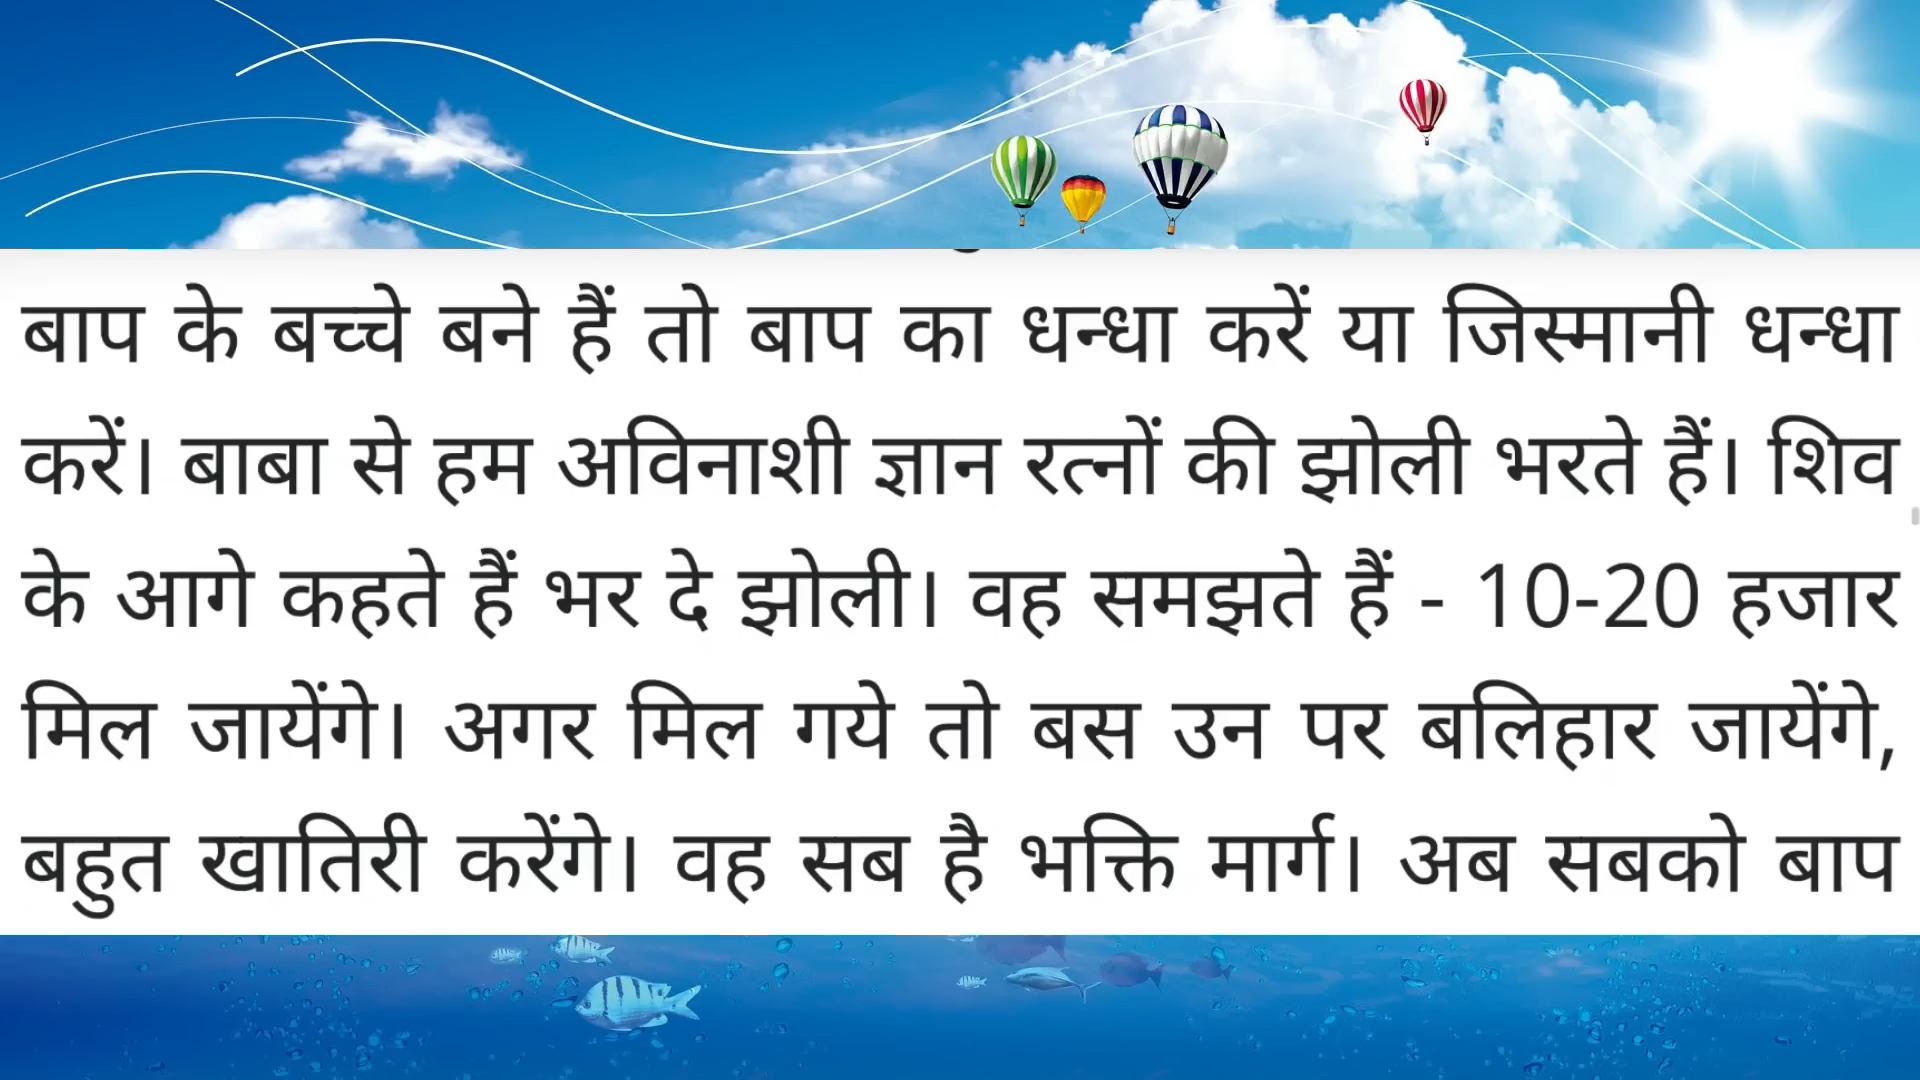 बाप के बच्चे बने हैं तो बाप का धन्धा करें या जिस्मानी धन्धा
करें। बाबा से हम अविनाशी ज्ञान रत्नों की झोली भरते हैं। शिव
के आगे कहते हैं भर दे झोली। वह समझते हैं - 10-20 हजार
मिल जायेंगे। अगर मिल गये तो बस उन पर बलिहार जायेंगे,
बहुत खातिरी करेंगे। वह सब है भक्ति मार्ग। अब सबको बाप